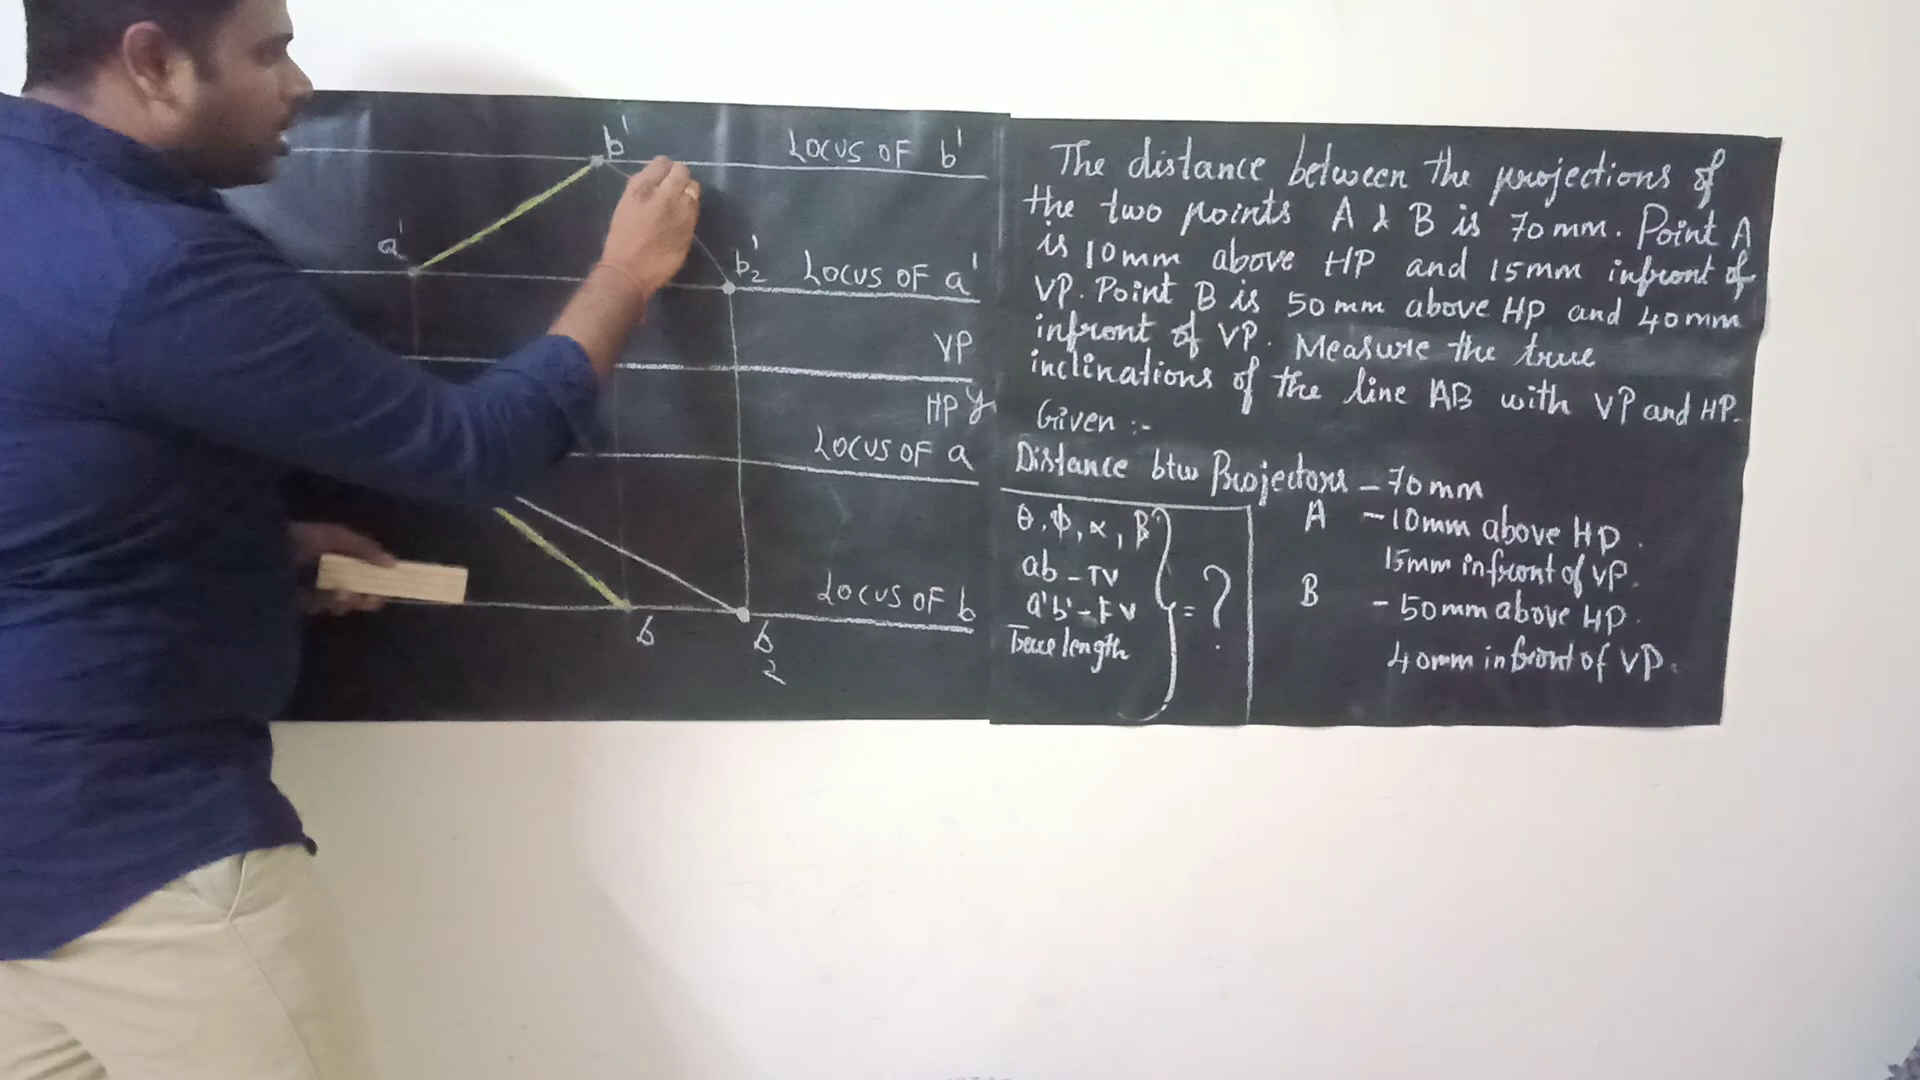 b'
LOCUS OF b'
a'
b'2
LOCUS OF a'
VP
HP y
LOCUS OF a
LOCUS OF b
b
b
2
The distance between the projections of
the two points A & B is 70mm. Point A
is 10mm above HP and 15mm infront of
VP. Point B is 50mm above HP and 40mm
infront of VP. Measure the true
inclinations of the line AB with VP and HP.
Given :-
Distance btw Projectors - 70mm
θ, φ, α, β
ab - TV
a'b' - FV
True length
} = ?
A - 10mm above HP.
15mm infront of VP.
B - 50mm above HP.
40mm infront of VP.